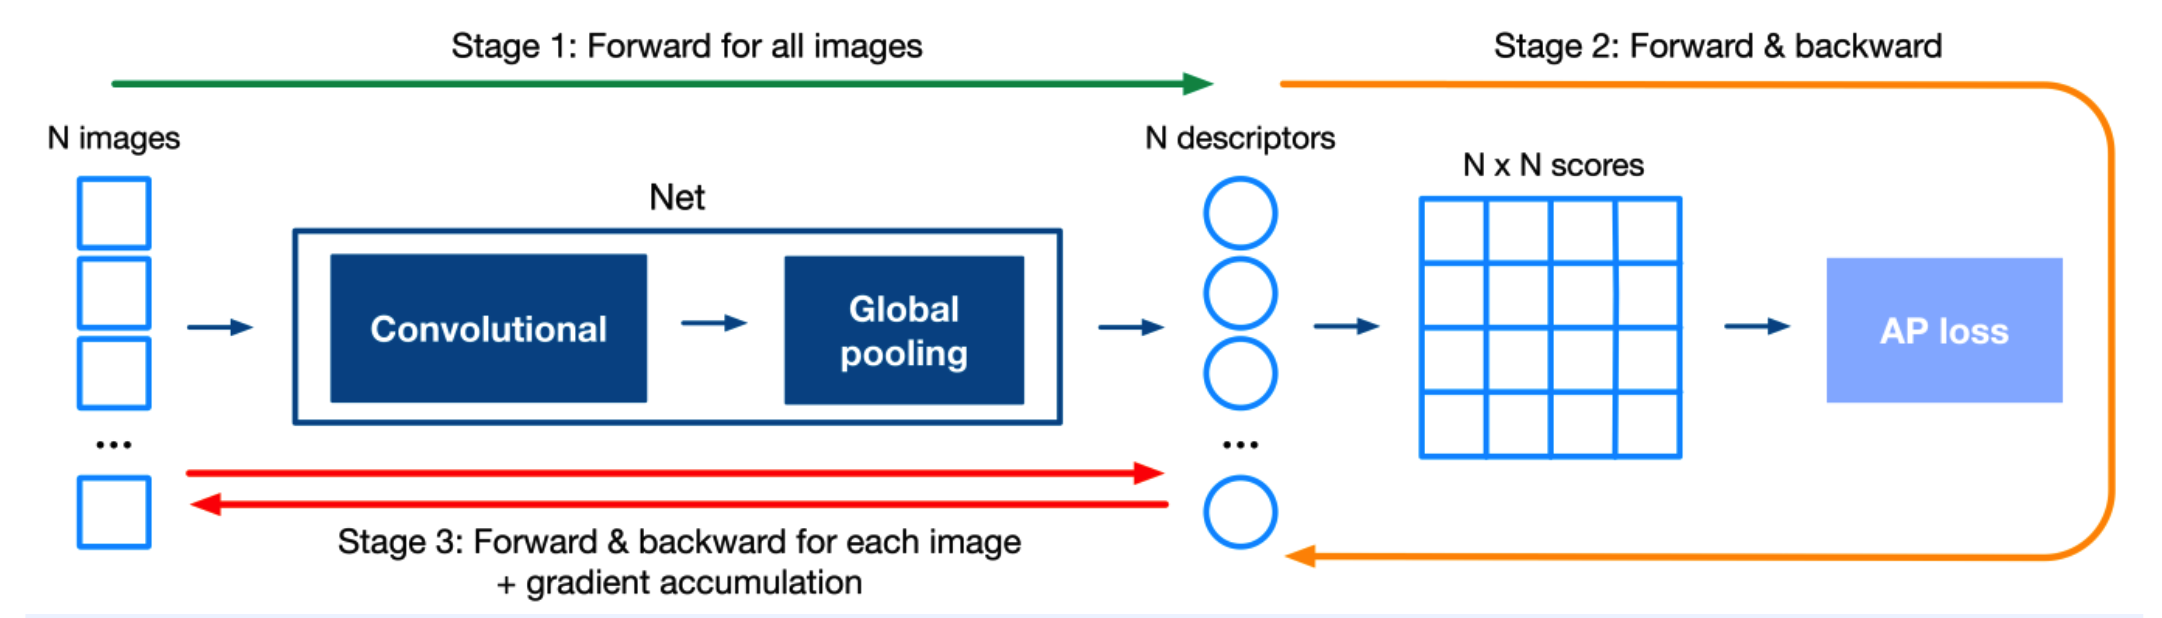 Stage 1: Forward for all images
Stage 2: Forward & backward
N images
N descriptors
N x N scores
Net
Convolutional
Global
pooling
AP loss
...
...
Stage 3: Forward & backward for each image
+ gradient accumulation